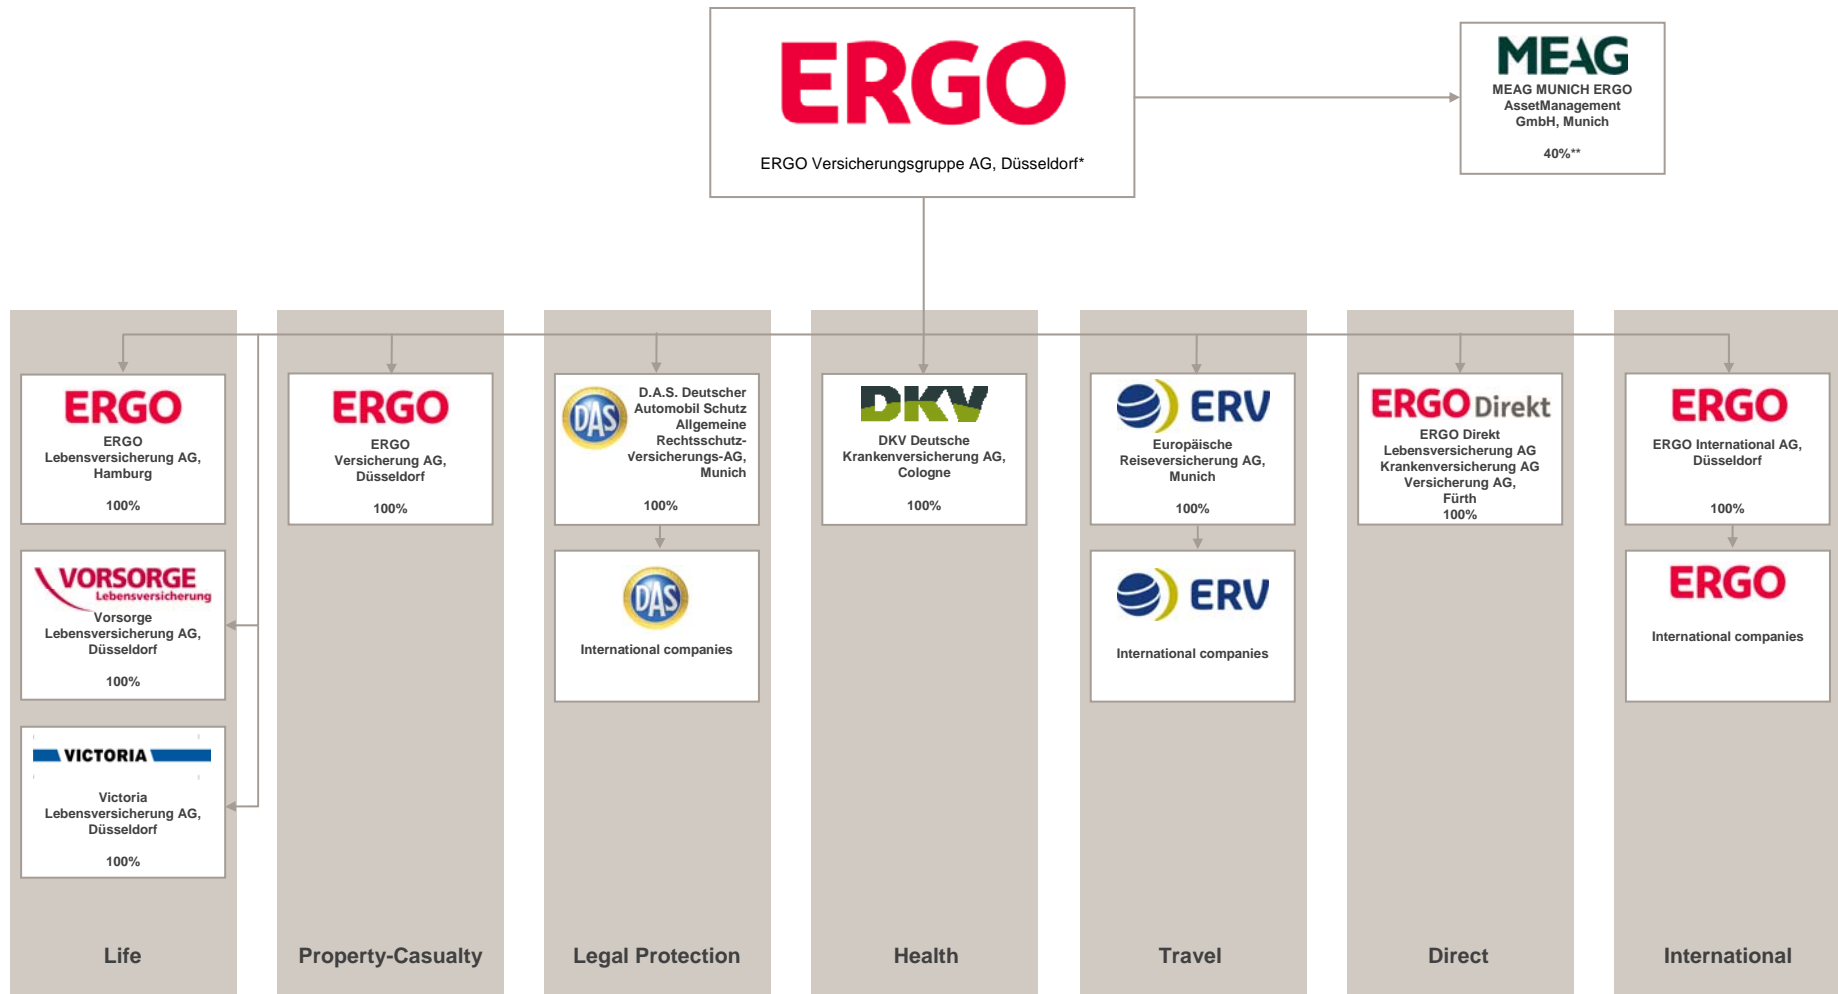 ERGO
ERGO Versicherungsgruppe AG, Düsseldorf*
MEAG
MEAG MUNICH ERGO
AssetManagement
GmbH, Munich
40%**
ERGO
ERGO
Lebensversicherung AG,
Hamburg
100%
VORSORGE
Lebensversicherung
Vorsorge
Lebensversicherung AG,
Düsseldorf
100%
VICTORIA
Victoria
Lebensversicherung AG,
Düsseldorf
100%
Life
ERGO
ERGO
Versicherung AG,
Düsseldorf
100%
Property-Casualty
DAS
D.A.S. Deutscher
Automobil Schutz
Allgemeine
Rechtsschutz-
Versicherungs-AG,
Munich
100%
DAS
International companies
Legal Protection
DKV
DKV Deutsche
Krankenversicherung AG,
Cologne
100%
Health
ERV
Europäische
Reiseversicherung AG,
Munich
100%
ERV
International companies
Travel
ERGO Direkt
ERGO Direkt
Lebensversicherung AG
Krankenversicherung AG
Versicherung AG,
Fürth
100%
Direct
ERGO
ERGO International AG,
Düsseldorf
100%
ERGO
International companies
International